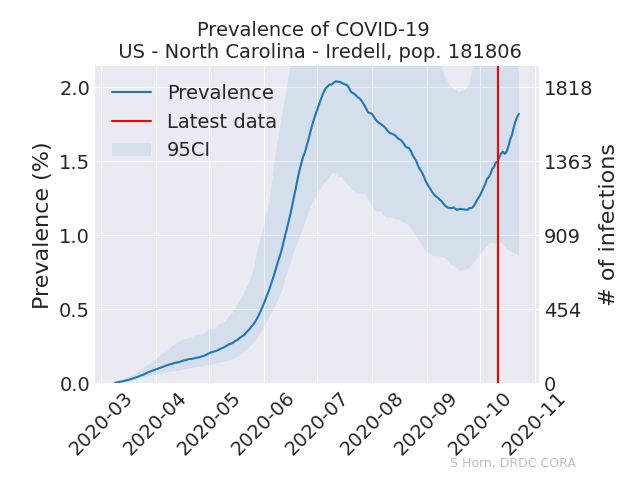 Prevalence of COVID-19
US - North Carolina - Iredell, pop. 181806
Prevalence
Latest data
95CI
Prevalence (%)
2.0
1.5
1.0
0.5
0.0
1818
1363
909
454
0
# of infections
2020-03
2020-04
2020-05
2020-06
2020-07
2020-08
2020-09
2020-10
2020-11
S Horn, DRDC CORA